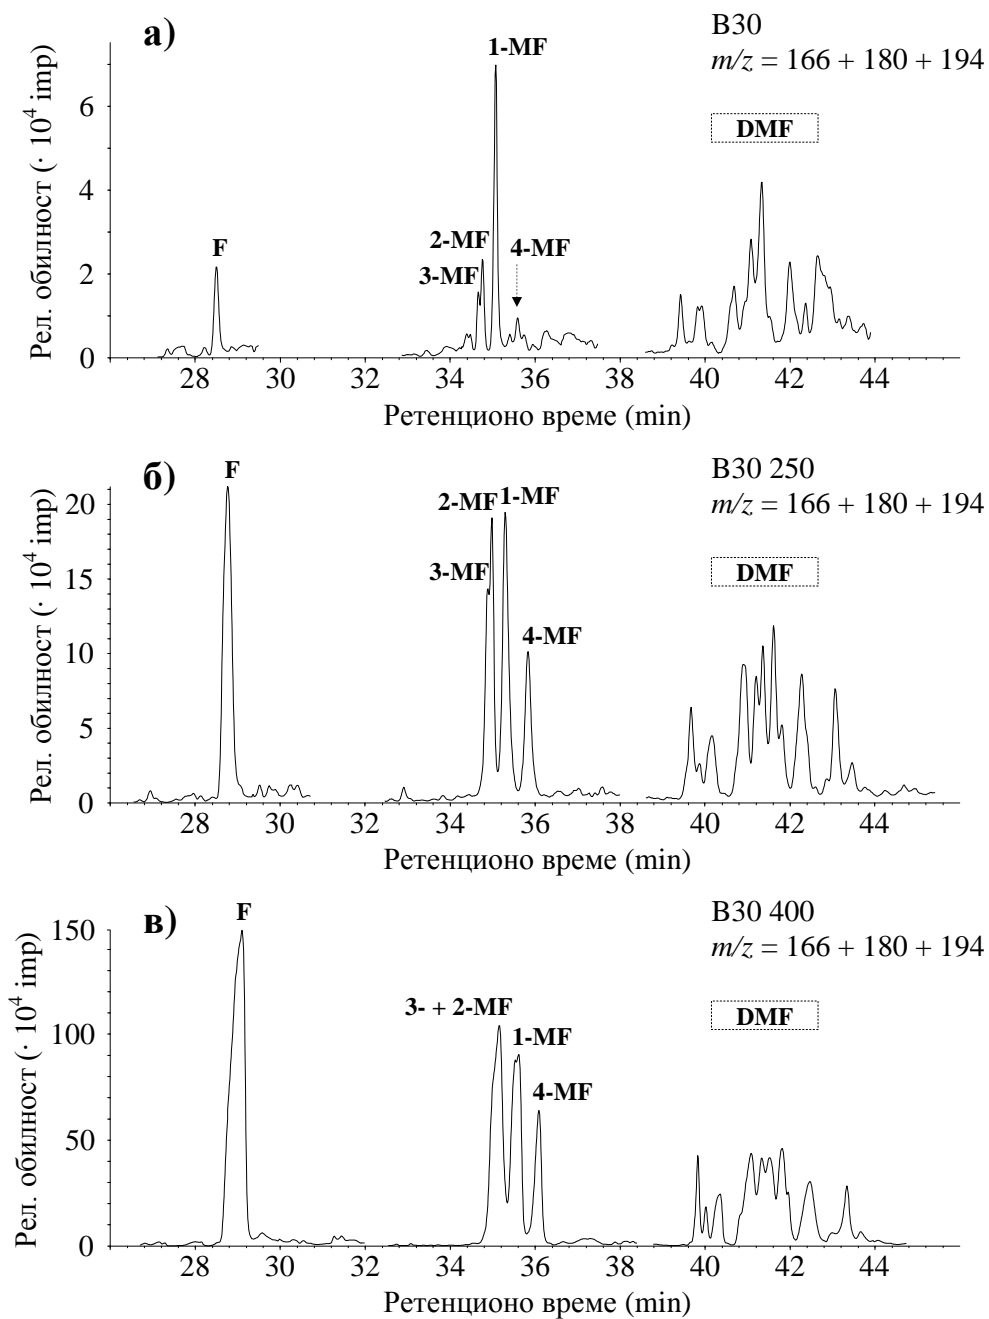 а)
B30
m/z = 166 + 180 + 194
DMF
Рел. обилност (· 10⁴ imp)
6
4
2
0
F
3-MF
2-MF
1-MF
4-MF
28 30 32 34 36 38 40 42 44
Ретенционо време (min)
б)
B30 250
m/z = 166 + 180 + 194
DMF
Рел. обилност (· 10⁴ imp)
20
15
10
5
0
F
2-MF
1-MF
3-MF
4-MF
28 30 32 34 36 38 40 42 44
Ретенционо време (min)
в)
B30 400
m/z = 166 + 180 + 194
DMF
Рел. обилност (· 10⁴ imp)
150
100
50
0
F
3- + 2-MF
1-MF
4-MF
28 30 32 34 36 38 40 42 44
Ретенционо време (min)